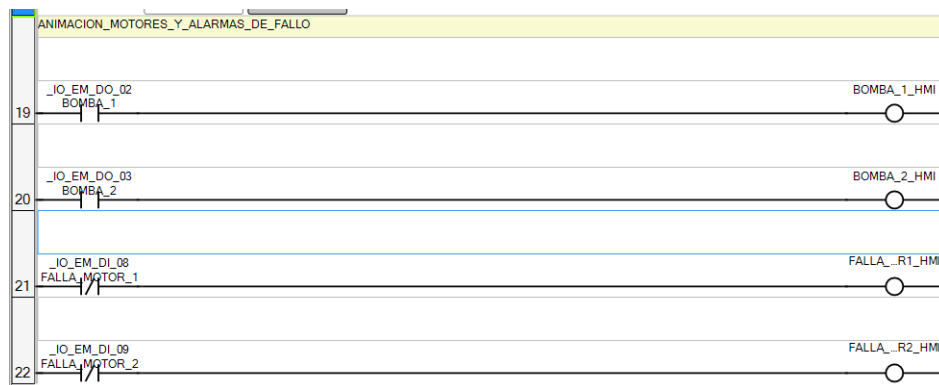 ANIMACION_MOTORES_Y_ALARMAS_DE_FALLO
_IO_EM_DO_02
BOMBA_1
BOMBA_1_HMI
19
_IO_EM_DO_03
BOMBA_2
BOMBA_2_HMI
20
_IO_EM_DI_08
FALLA_MOTOR_1
FALLA_...R1_HMI
21
_IO_EM_DI_09
FALLA_MOTOR_2
FALLA_...R2_HMI
22